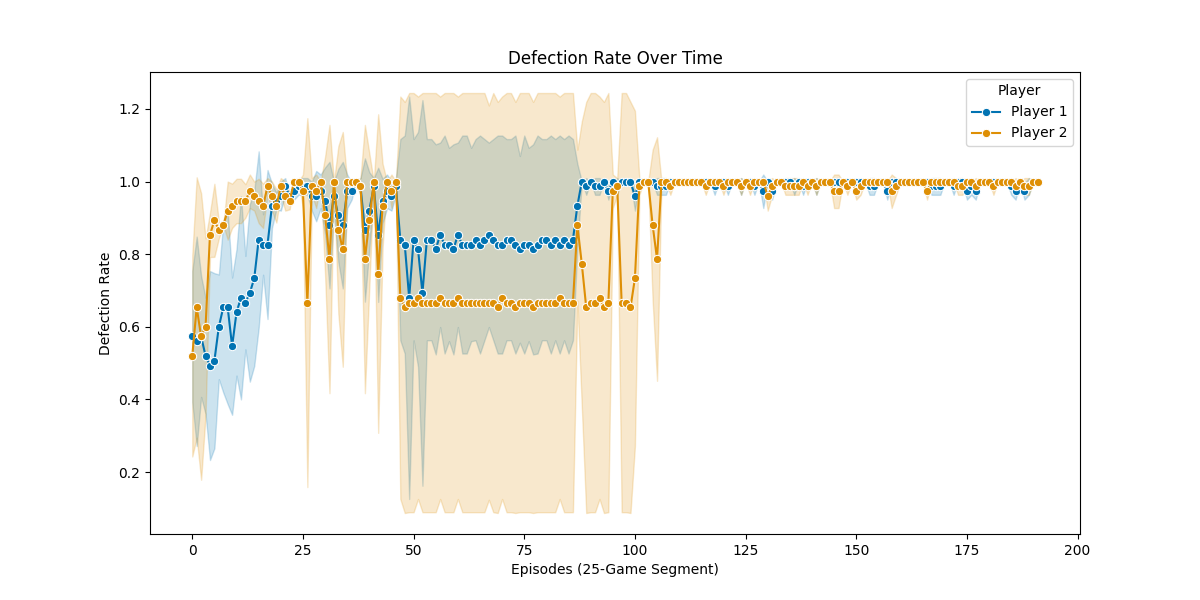 Defection Rate Over Time
Player
Player 1
Player 2
Defection Rate
1.2
1.0
0.8
0.6
0.4
0.2
0 25 50 75 100 125 150 175 200
Episodes (25-Game Segment)